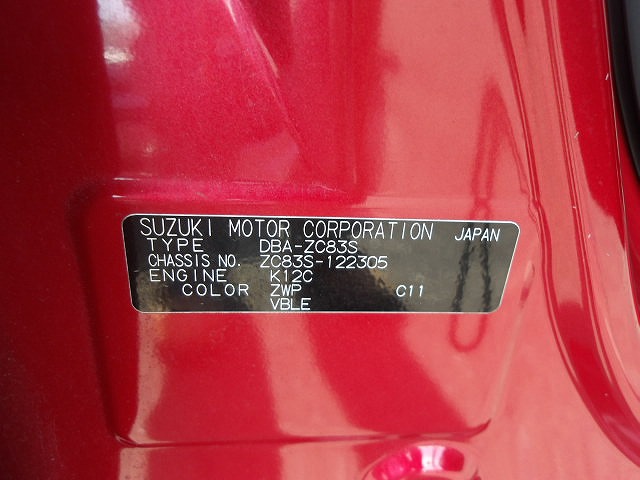 SUZUKI MOTOR CORPORATION JAPAN
TYPE DBA-ZC83S
CHASSIS NO. ZC83S-122305
ENGINE K12C
COLOR ZWP C11
VBLE